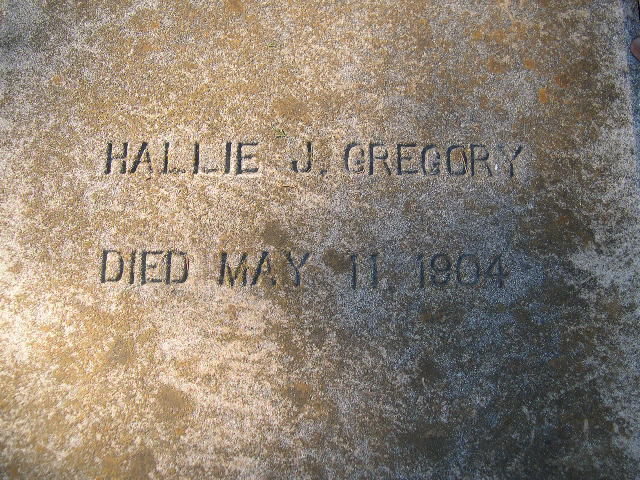 HALLIE J. GREGORY
DIED MAY 11, 1904